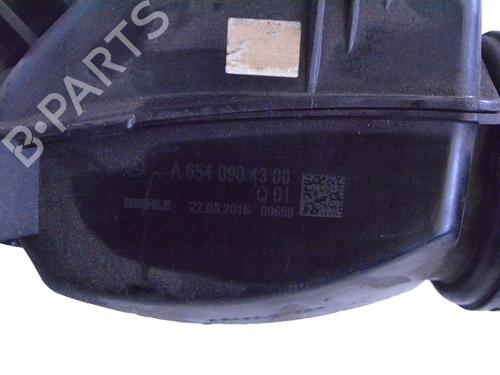 B-PARTS
A 654 090 43 00
Q 01
MAHLE 22.08.2016 00659